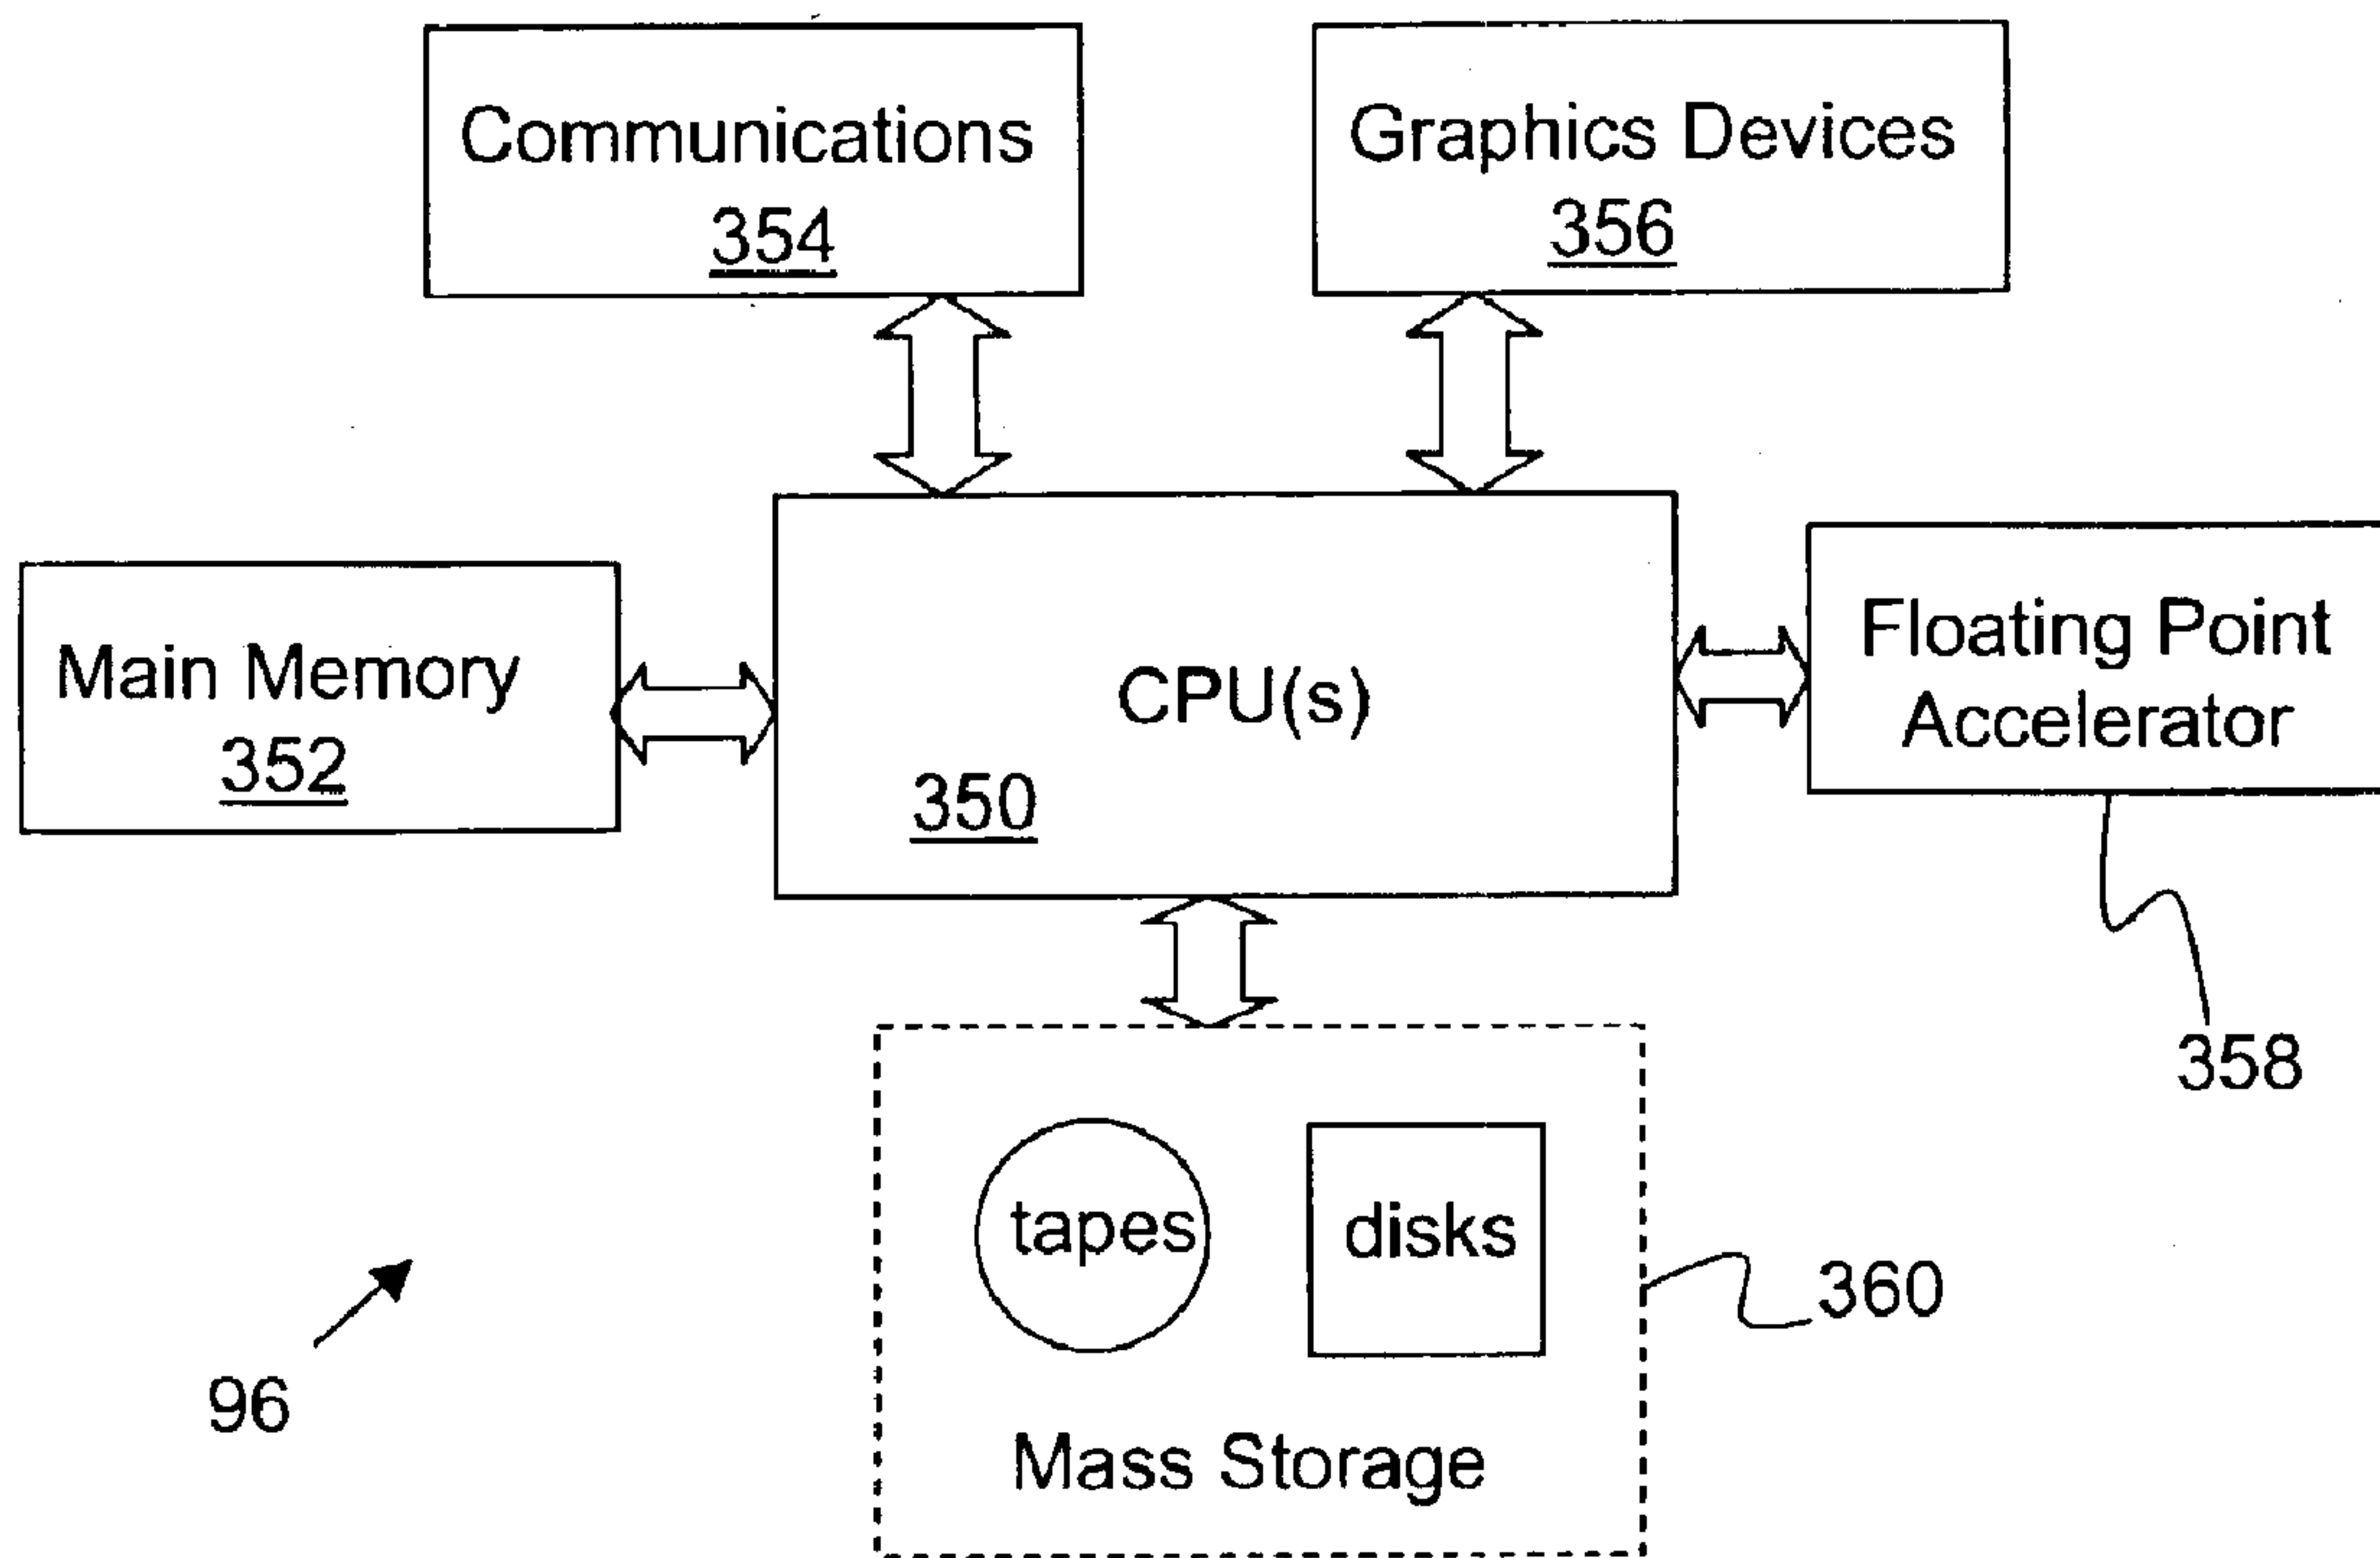 Communications
354
Graphics Devices
356
Main Memory
352
CPU(s)
350
Floating Point
Accelerator
358
tapes
disks
360
Mass Storage
96